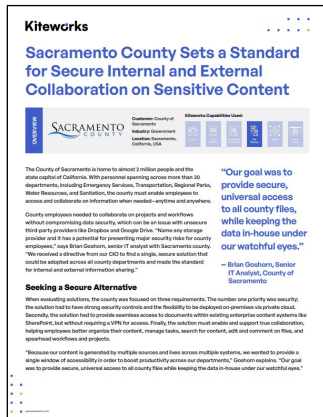 Kiteworks
Sacramento County Sets a Standard
for Secure Internal and External
Collaboration on Sensitive Content
OVERVIEW
SACRAMENTO
COUNTY
Customer: County of
Sacramento
Industry: Government
Location: Sacramento,
California, USA
Kiteworks Capabilities Used:
The County of Sacramento is home to almost 2 million people and the
state capital of California. With personnel spanning across more than 30
departments, including Emergency Services, Transportation, Regional Parks,
Water Resources, and Sanitation, the county must enable employees to
access and collaborate on information when needed—anytime and anywhere.
County employees needed to collaborate on projects and workflows
without compromising data security, which can be an issue with unsecure
third-party providers like Dropbox and Google Drive. “Name any storage
provider and it has a potential for presenting major security risks for county
employees,” says Brian Goshorn, senior IT analyst with Sacramento county.
“We received a directive from our CIO to find a single, secure solution that
could be adopted across all county departments and made the standard
for internal and external information sharing.”
“Our goal was to
provide secure,
universal access
to all county files,
while keeping the
data in-house under
our watchful eyes.”
– Brian Goshorn, Senior
IT Analyst, County of
Sacramento
Seeking a Secure Alternative
When evaluating solutions, the county was focused on three requirements. The number one priority was security;
the solution had to have strong security controls and the flexibility to be deployed on-premises via private cloud.
Secondly, the solution had to provide seamless access to documents within existing enterprise content systems like
SharePoint, but without requiring a VPN for access. Finally, the solution must enable and support true collaboration,
helping employees better organize their content, manage tasks, search for content, edit and comment on files, and
spearhead workflows and projects.
“Because our content is generated by multiple sources and lives across multiple systems, we wanted to provide a
single window of accessibility in order to boost productivity across our departments,” Goshorn explains. “Our goal
was to provide secure, universal access to all county files while keeping the data in-house under our watchful eyes.”
www.kiteworks.com